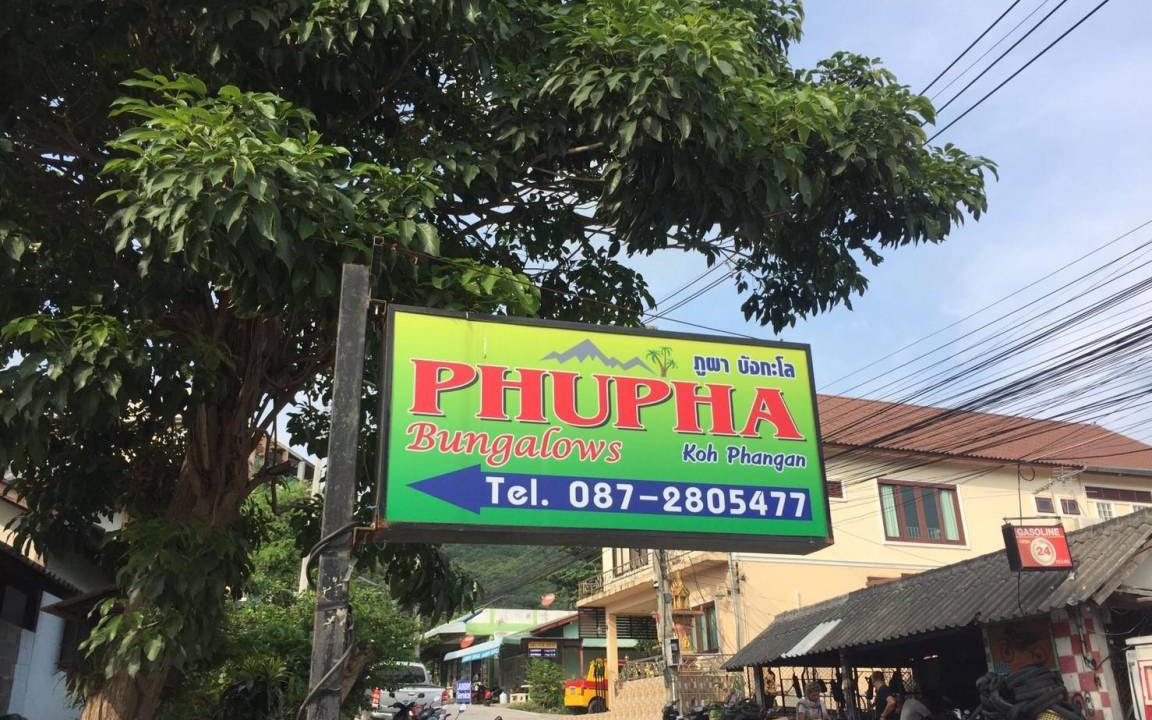 ภูผา บังกะโล
PHUPHA
Bungalows
Koh Phangan
Tel. 087-2805477
GASOLINE
24